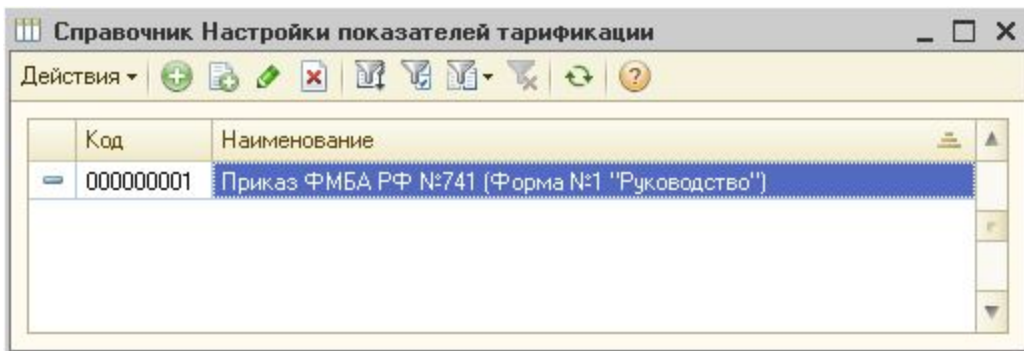 Справочник Настройки показателей тарификации
Действия
Код Наименование
000000001 Приказ ФМБА РФ №741 (Форма №1 "Руководство")